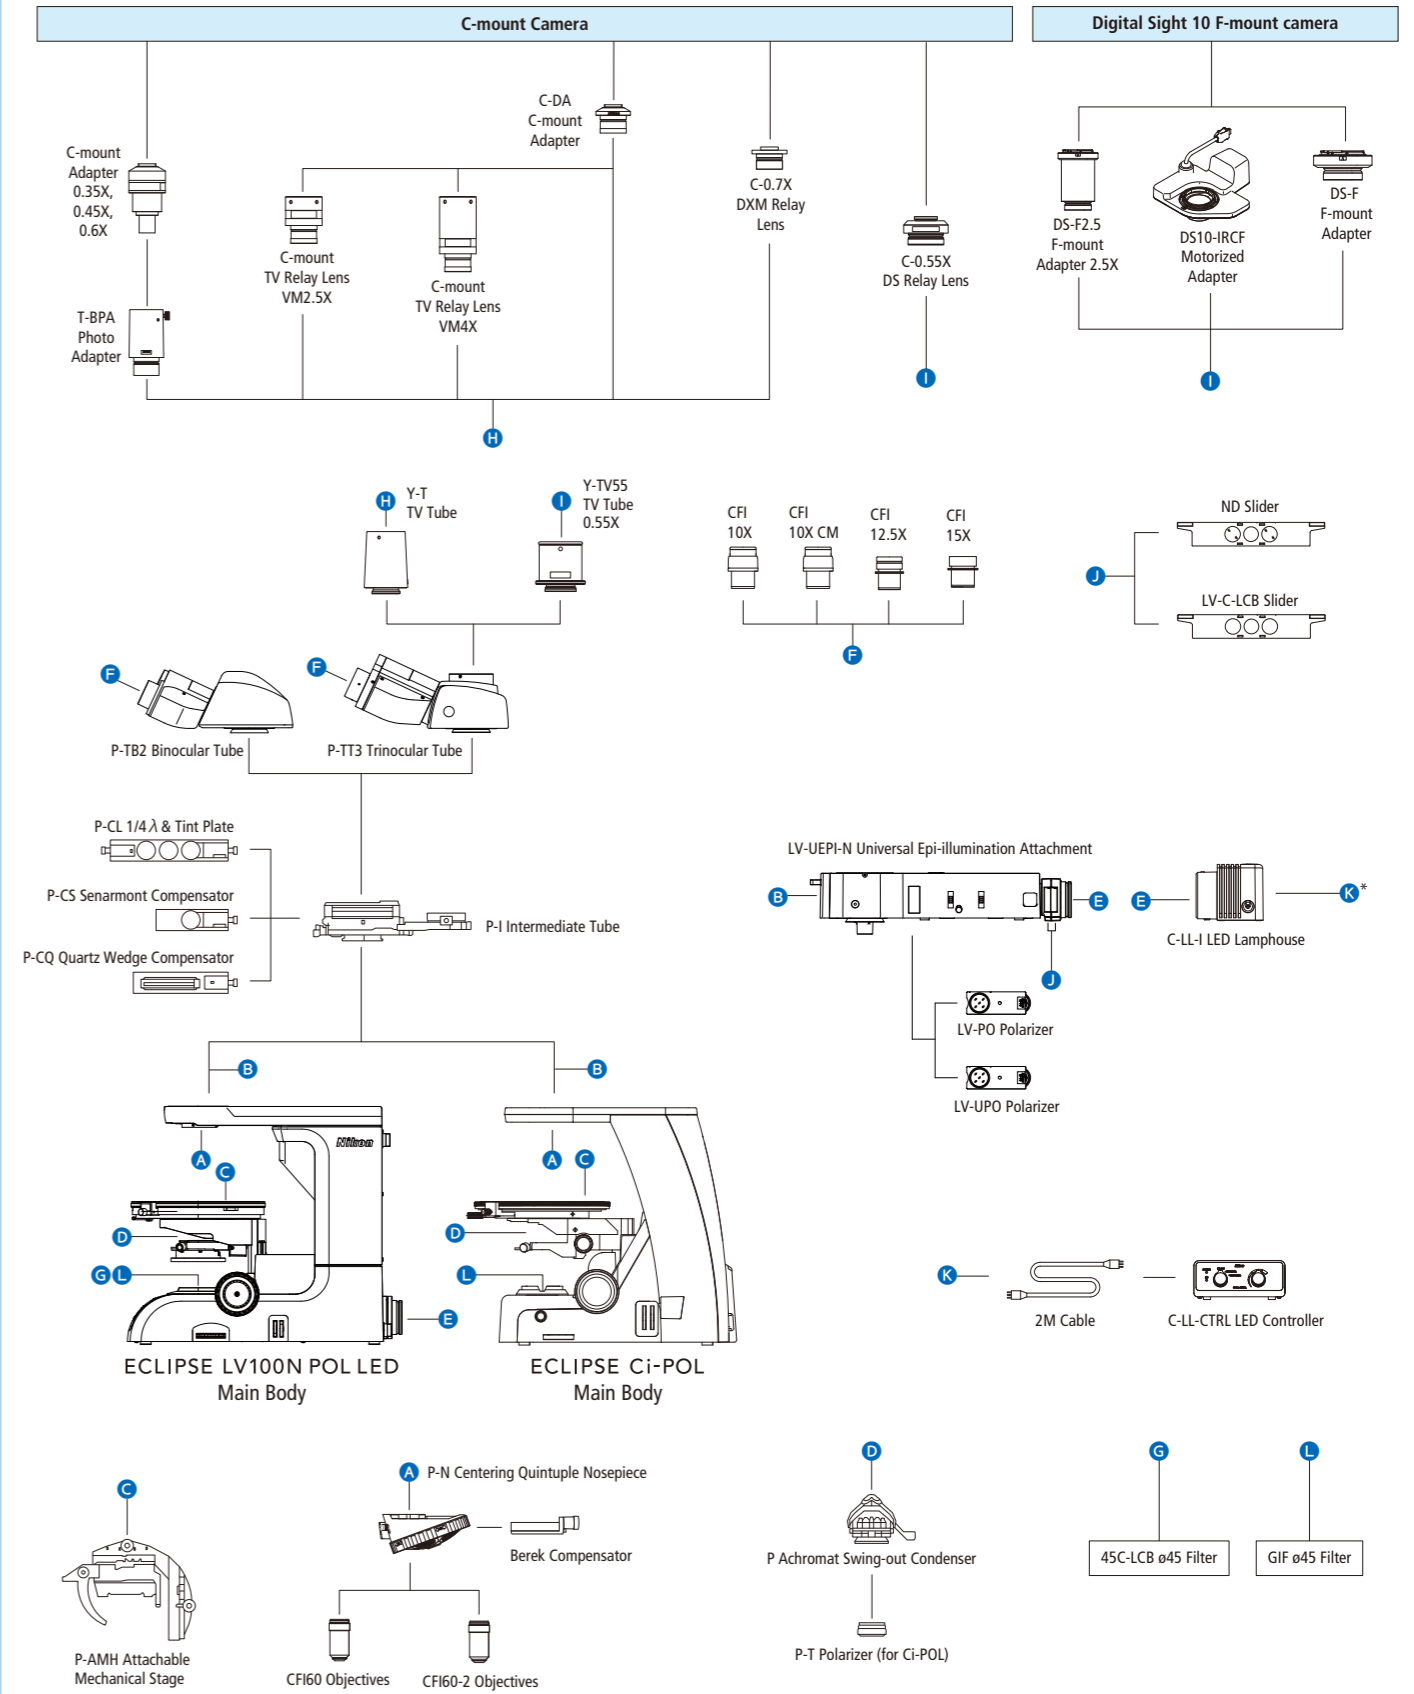 C-mount Camera
Digital Sight 10 F-mount camera
C-DA
C-mount
Adapter
C-mount
Adapter
0.35X,
0.45X,
0.6X
C-0.7X
DXM Relay
Lens
DS-F2.5
F-mount
Adapter 2.5X
DS10-IRCF
Motorized
Adapter
DS-F
F-mount
Adapter
C-mount
TV Relay Lens
VM2.5X
C-mount
TV Relay Lens
VM4X
C-0.55X
DS Relay Lens
T-BPA
Photo
Adapter
I
I
H
H
Y-T
TV Tube
I
Y-TV55
TV Tube
0.55X
CFI
10X
CFI
10X CM
CFI
12.5X
CFI
15X
F
ND Slider
J
LV-C-LCB Slider
F
F
P-TB2 Binocular Tube
P-TT3 Trinocular Tube
P-CL 1/4 λ & Tint Plate
P-CS Senarmont Compensator
P-CQ Quartz Wedge Compensator
P-I Intermediate Tube
LV-UEPI-N Universal Epi-illumination Attachment
B
E
J
E
K*
C-LL-I LED Lamphouse
LV-PO Polarizer
LV-UPO Polarizer
B
B
Nikon
A
C
D
G L
E
A
C
D
L
ECLIPSE LV100N POL LED
Main Body
ECLIPSE Ci-POL
Main Body
K
2M Cable
C-LL-CTRL LED Controller
C
P-AMH Attachable
Mechanical Stage
A
P-N Centering Quintuple Nosepiece
Berek Compensator
CFI60 Objectives
CFI60-2 Objectives
D
P Achromat Swing-out Condenser
P-T Polarizer (for Ci-POL)
G
45C-LCB ø45 Filter
L
GIF ø45 Filter